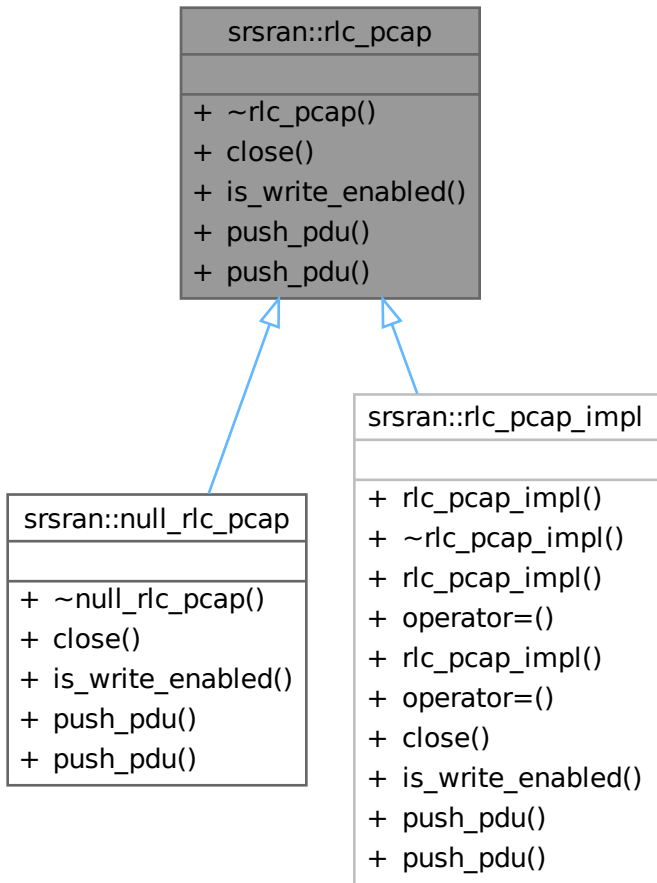 srsran::rlc_pcap
+ ~rlc_pcap()
+ close()
+ is_write_enabled()
+ push_pdu()
+ push_pdu()
srsran::null_rlc_pcap
+ ~null_rlc_pcap()
+ close()
+ is_write_enabled()
+ push_pdu()
+ push_pdu()
srsran::rlc_pcap_impl
+ rlc_pcap_impl()
+ ~rlc_pcap_impl()
+ rlc_pcap_impl()
+ operator=()
+ rlc_pcap_impl()
+ operator=()
+ close()
+ is_write_enabled()
+ push_pdu()
+ push_pdu()